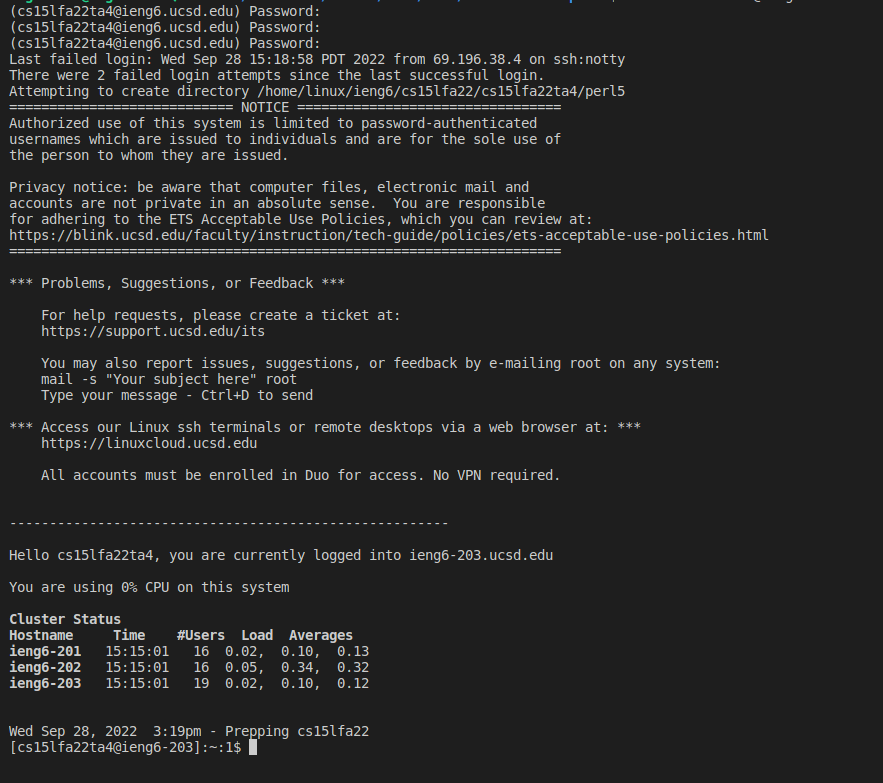 (cs15lfa22ta4@ieng6.ucsd.edu) Password:
(cs15lfa22ta4@ieng6.ucsd.edu) Password:
(cs15lfa22ta4@ieng6.ucsd.edu) Password:
Last failed login: Wed Sep 28 15:18:58 PDT 2022 from 69.196.38.4 on ssh:notty
There were 2 failed login attempts since the last successful login.
Attempting to create directory /home/linux/ieng6/cs15lfa22/cs15lfa22ta4/perl5
============================ NOTICE =================================
Authorized use of this system is limited to password-authenticated
usernames which are issued to individuals and are for the sole use of
the person to whom they are issued.

Privacy notice: be aware that computer files, electronic mail and
accounts are not private in an absolute sense.  You are responsible
for adhering to the ETS Acceptable Use Policies, which you can review at:
https://blink.ucsd.edu/faculty/instruction/tech-guide/policies/ets-acceptable-use-policies.html
=====================================================================

*** Problems, Suggestions, or Feedback ***

    For help requests, please create a ticket at:
    https://support.ucsd.edu/its

    You may also report issues, suggestions, or feedback by e-mailing root on any system:
    mail -s "Your subject here" root
    Type your message - Ctrl+D to send

*** Access our Linux ssh terminals or remote desktops via a web browser at: ***
    https://linuxcloud.ucsd.edu

    All accounts must be enrolled in Duo for access. No VPN required.


-------------------------------------------------------

Hello cs15lfa22ta4, you are currently logged into ieng6-203.ucsd.edu

You are using 0% CPU on this system

Cluster Status
Hostname     Time    #Users  Load  Averages
ieng6-201   15:15:01   16  0.02,  0.10,  0.13
ieng6-202   15:15:01   16  0.05,  0.34,  0.32
ieng6-203   15:15:01   19  0.02,  0.10,  0.12


Wed Sep 28, 2022  3:19pm - Prepping cs15lfa22
[cs15lfa22ta4@ieng6-203]:~:1$